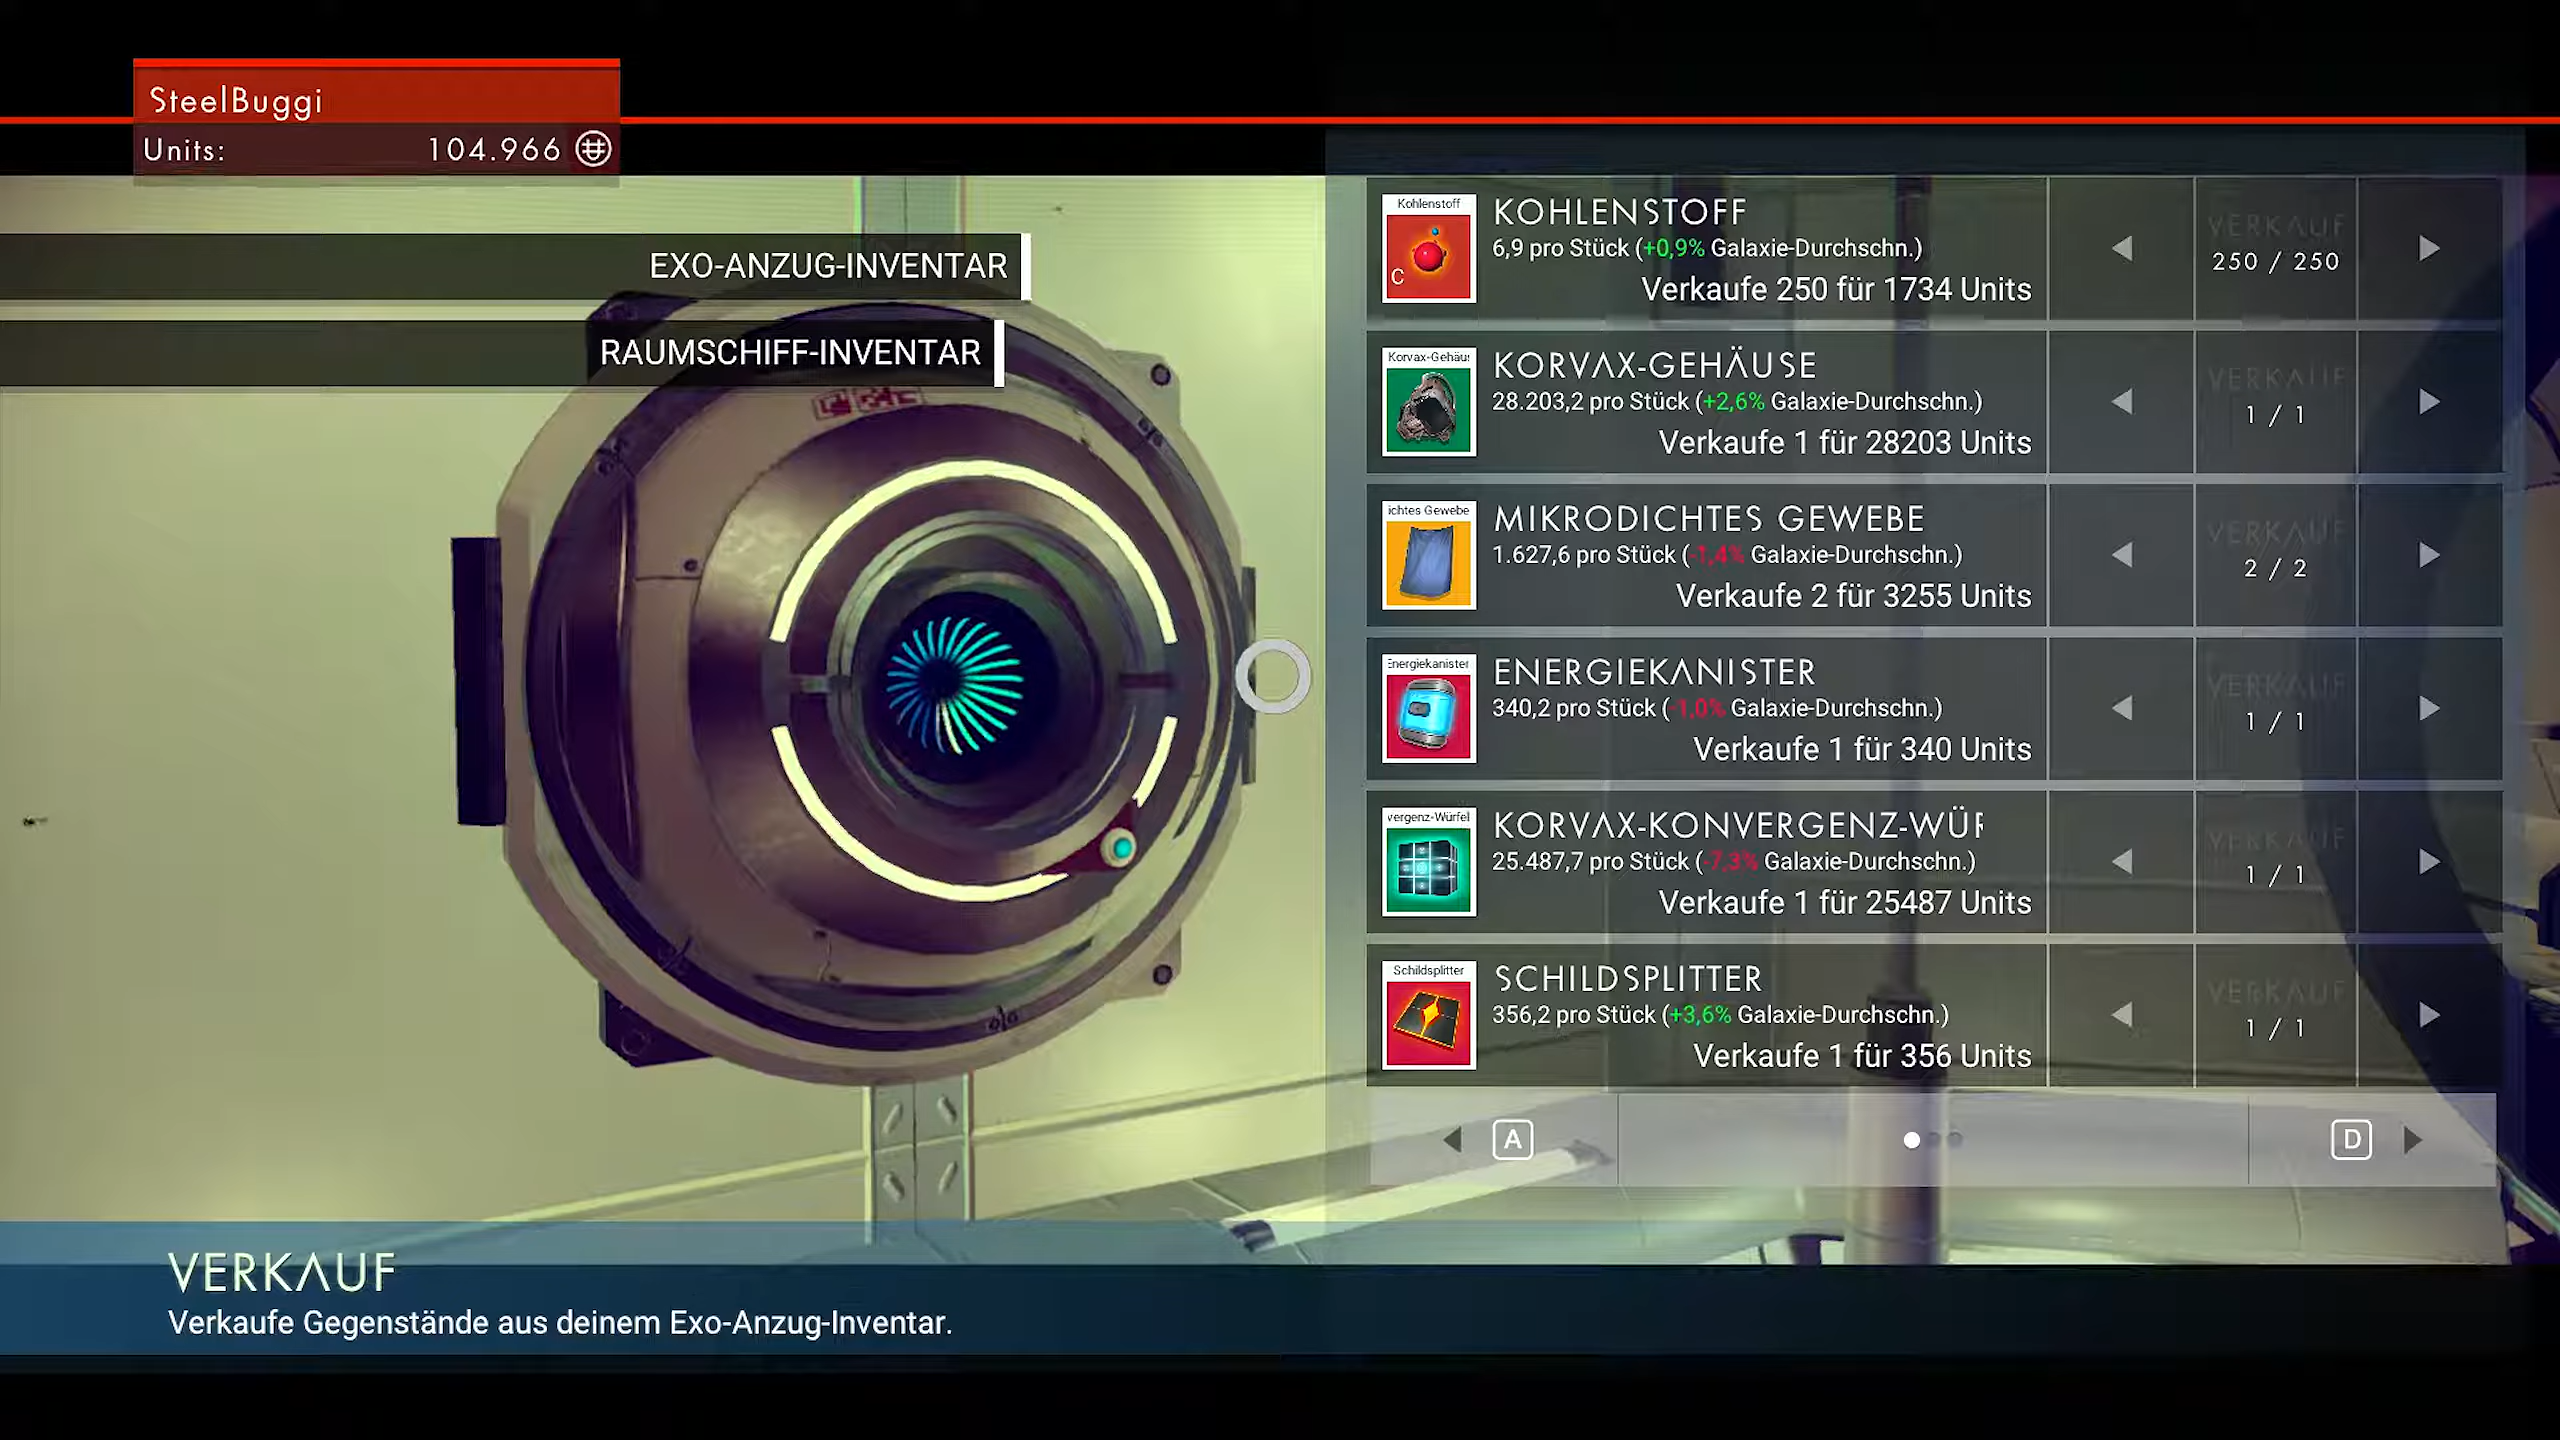 SteelBuggi
Units: 104.966
EXO-ANZUG-INVENTAR
RAUMSCHIFF-INVENTAR
Kohlenstoff
C
KOHLENSTOFF
6,9 pro Stück (+0,9% Galaxie-Durchschn.)
Verkaufe 250 für 1734 Units
VERKAUF
250 / 250
Korvax-Gehäu
KORVAX-GEHÄUSE
28.203,2 pro Stück (+2,6% Galaxie-Durchschn.)
Verkaufe 1 für 28203 Units
VERKAUF
1 / 1
ichtes Gewebe
MIKRODICHTES GEWEBE
1.627,6 pro Stück (-1,4% Galaxie-Durchschn.)
Verkaufe 2 für 3255 Units
VERKAUF
2 / 2
Energiekanister
ENERGIEKANISTER
340,2 pro Stück (-1,0% Galaxie-Durchschn.)
Verkaufe 1 für 340 Units
VERKAUF
1 / 1
vergenz-Würfel
KORVAX-KONVERGENZ-WÜR
25.487,7 pro Stück (-7,3% Galaxie-Durchschn.)
Verkaufe 1 für 25487 Units
VERKAUF
1 / 1
Schildsplitter
SCHILDSPLITTER
356,2 pro Stück (+3,6% Galaxie-Durchschn.)
Verkaufe 1 für 356 Units
VERKAUF
1 / 1
A
D
VERKAUF
Verkaufe Gegenstände aus deinem Exo-Anzug-Inventar.